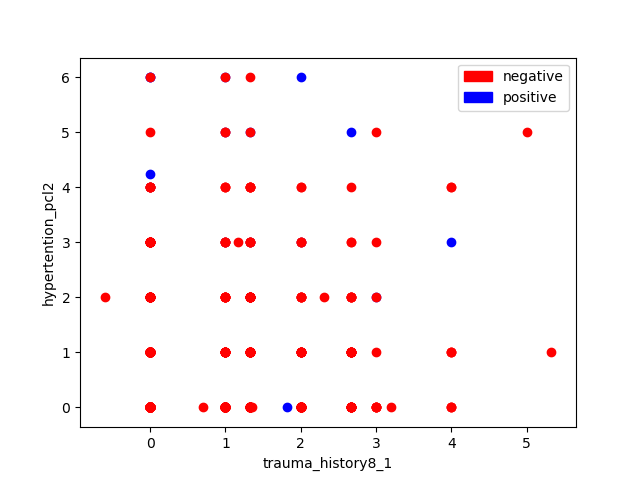 negative
positive
6
5
4
3
2
1
0
hypertention_pcl2
0 1 2 3 4 5
trauma_history8_1